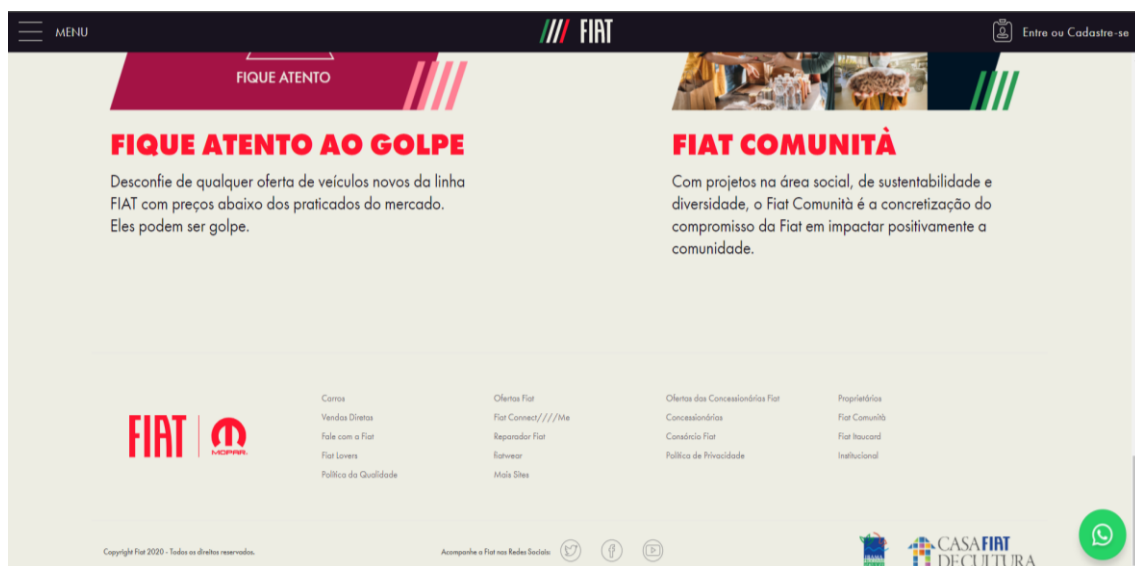 MENU
FIAT
Entre ou Cadastre-se
FIQUE ATENTO
FIQUE ATENTO AO GOLPE
Desconfie de qualquer oferta de veículos novos da linha
FIAT com preços abaixo dos praticados do mercado.
Eles podem ser golpe.
FIAT COMUNITÀ
Com projetos na área social, de sustentabilidade e
diversidade, o Fiat Comunità é a concretização do
compromisso da Fiat em impactar positivamente a
comunidade.
FIAT
MOPAR
Carros
Vendas Diretas
Fale com a Fiat
Fiat Lovers
Política da Qualidade
Ofertas Fiat
Fiat Connect////Me
Reparador Fiat
fiatwear
Mais Sites
Ofertas das Concessionárias Fiat
Concessionárias
Consórcio Fiat
Política de Privacidade
Proprietários
Fiat Comunità
Fiat Itaucard
Institucional
Copyright Fiat 2020 - Todos os direitos reservados.
Acompanhe a Fiat nas Redes Sociais:
CASA FIAT
DE CULTURA